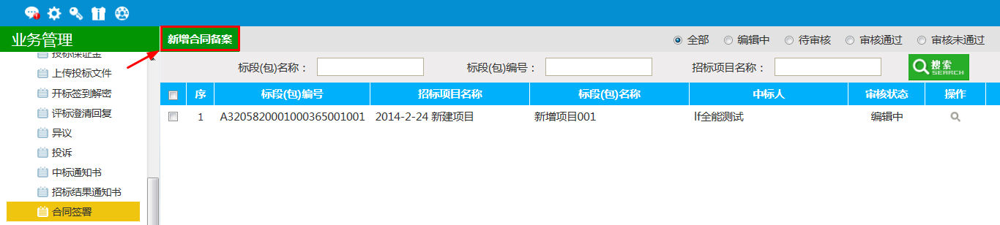 业务管理
新增合同备案
全部 编辑中 待审核 审核通过 审核未通过
投标保证金
上传投标文件
开标签到解密
评标澄清回复
异议
投诉
中标通知书
招标结果通知书
合同签署
标段(包)名称： 标段(包)编号： 招标项目名称： 搜索 SEARCH
序 标段(包)编号 招标项目名称 标段(包)名称 中标人 审核状态 操作
1 A3205820001000365001001 2014-2-24 新建项目 新增项目001 lf全能测试 编辑中